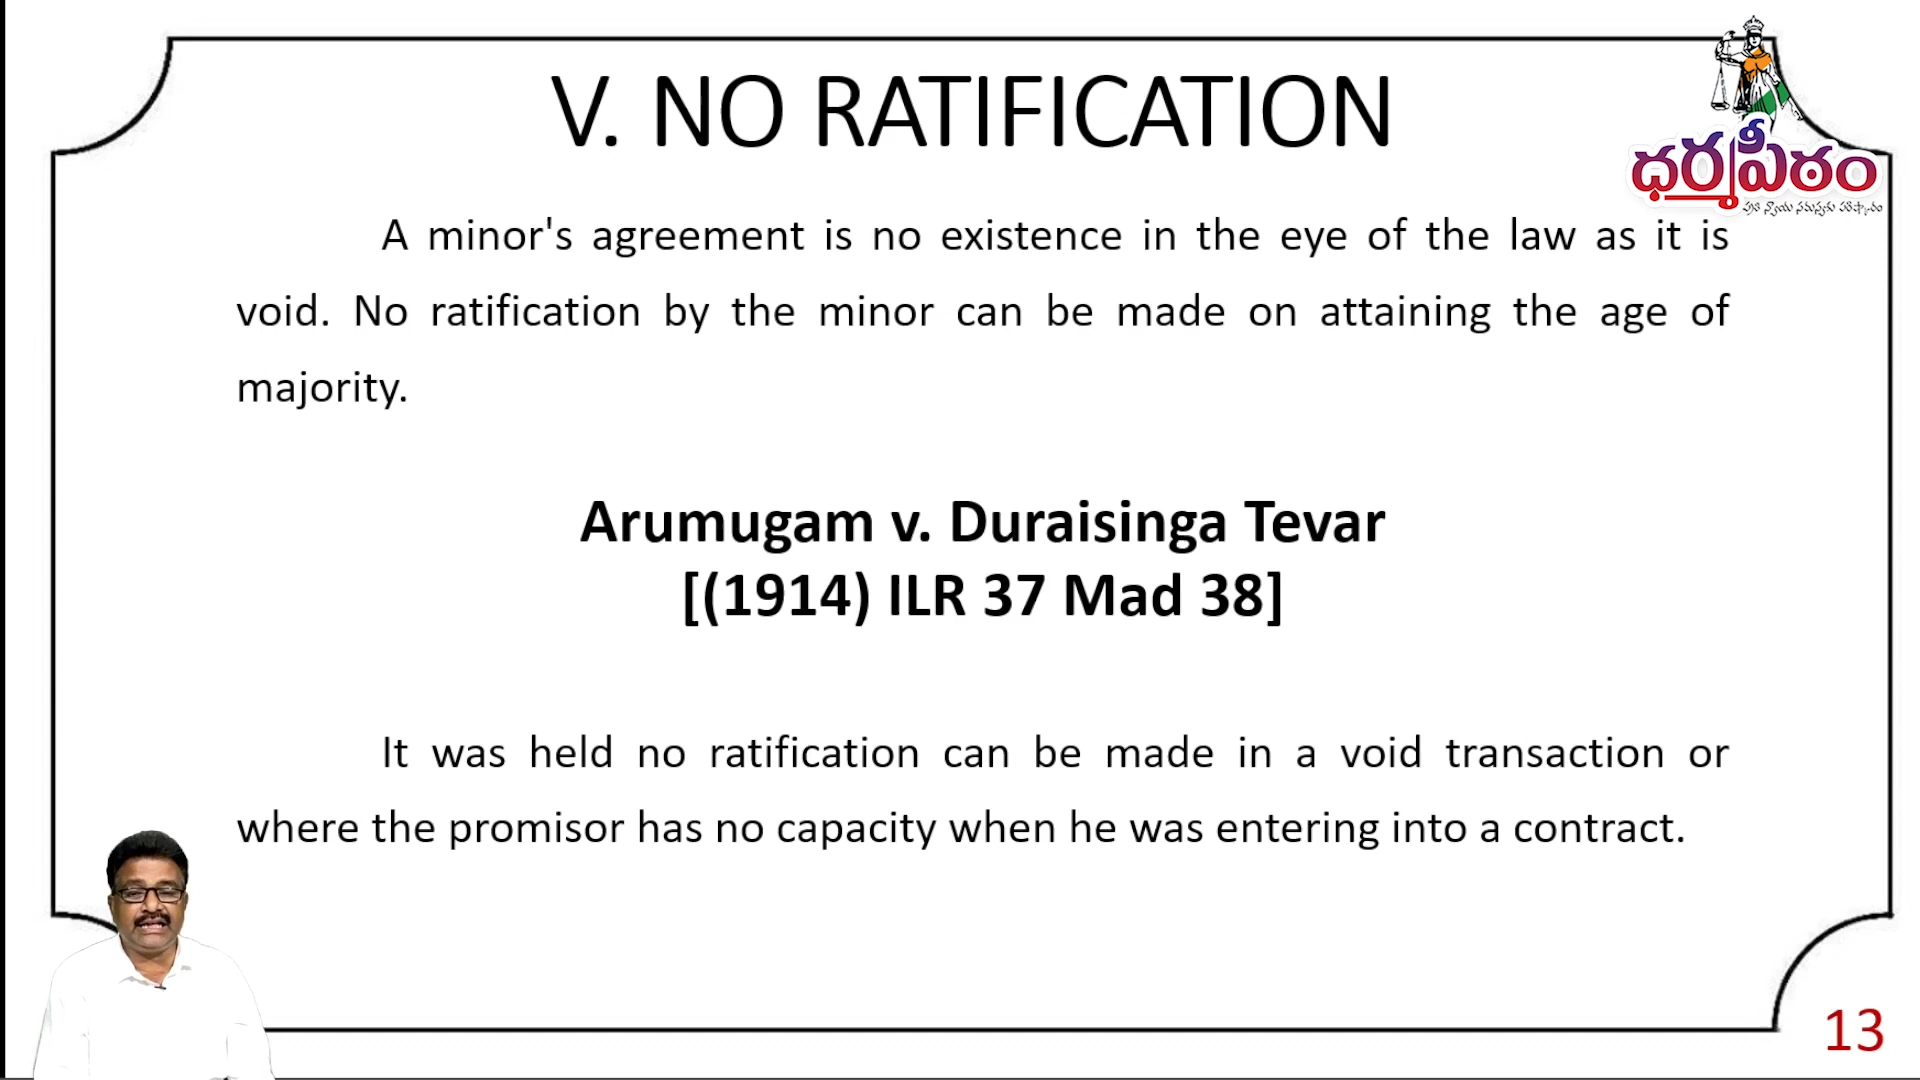 V. NO RATIFICATION
ధర్మపీఠం
A minor's agreement is no existence in the eye of the law as it is
void. No ratification by the minor can be made on attaining the age of
majority.
Arumugam v. Duraisinga Tevar
[(1914) ILR 37 Mad 38]
It was held no ratification can be made in a void transaction or
where the promisor has no capacity when he was entering into a contract.
13